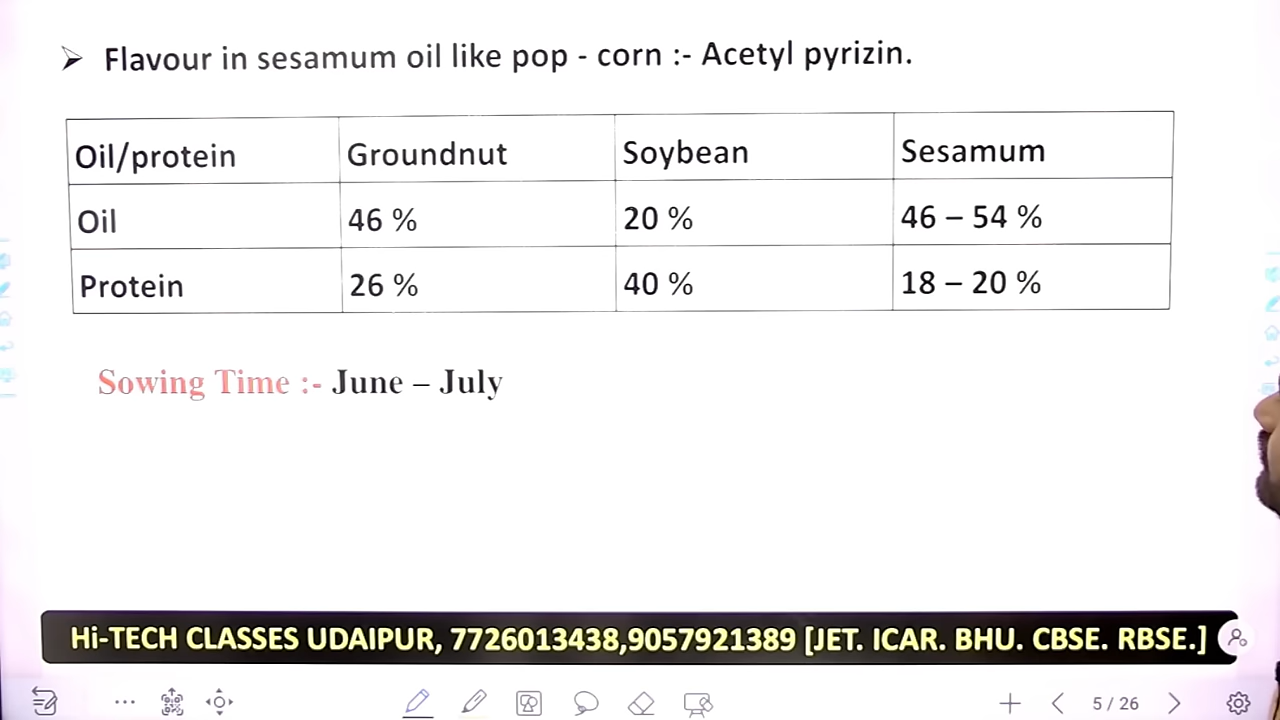 ➢ Flavour in sesamum oil like pop - corn :- Acetyl pyrizin.
Oil/protein Groundnut Soybean Sesamum
Oil 46 % 20 % 46 – 54 %
Protein 26 % 40 % 18 – 20 %
Sowing Time :- June – July
Hi-TECH CLASSES UDAIPUR, 7726013438,9057921389 [JET. ICAR. BHU. CBSE. RBSE.]
5 / 26